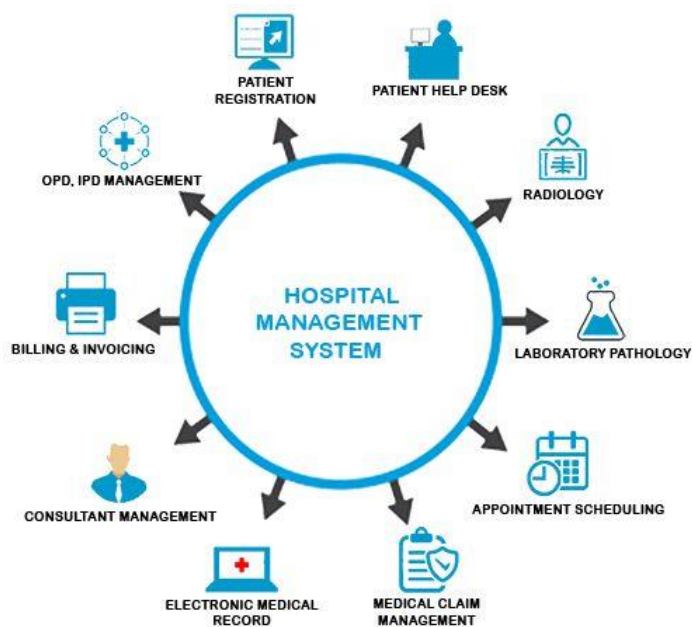 PATIENT
REGISTRATION
PATIENT HELP DESK
OPD, IPD MANAGEMENT
RADIOLOGY
HOSPITAL
MANAGEMENT
SYSTEM
BILLING & INVOICING
LABORATORY PATHOLOGY
CONSULTANT MANAGEMENT
APPOINTMENT SCHEDULING
ELECTRONIC MEDICAL
RECORD
MEDICAL CLAIM
MANAGEMENT